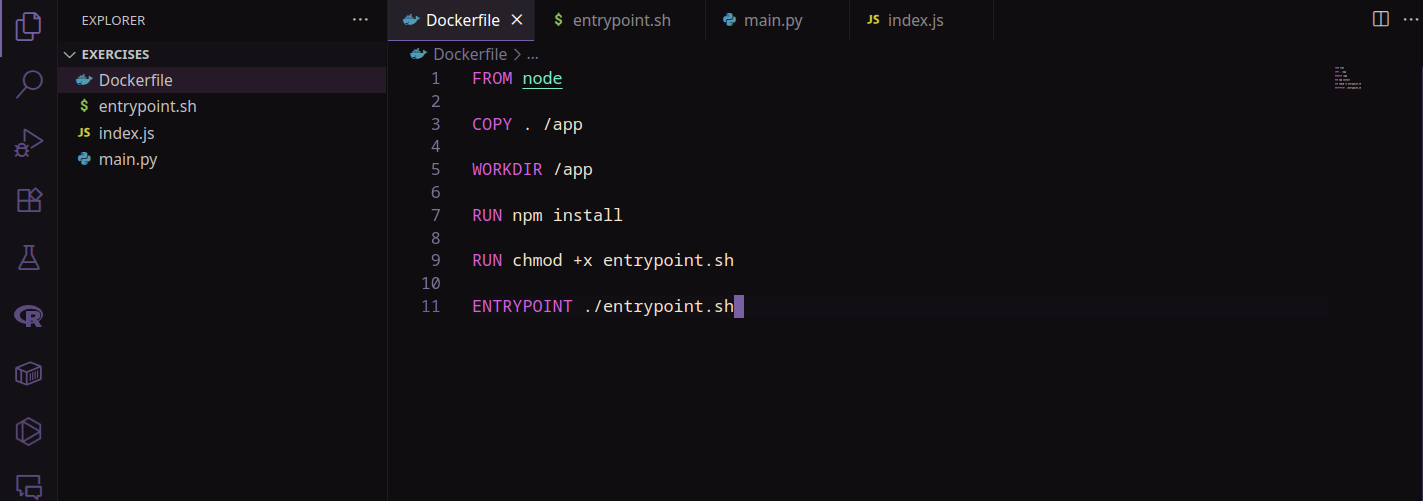 EXPLORER ...
EXERCISES
Dockerfile
$ entrypoint.sh
JS index.js
main.py
Dockerfile ×
$ entrypoint.sh
main.py
JS index.js
...
Dockerfile > ...
1 FROM node
2
3 COPY . /app
4
5 WORKDIR /app
6
7 RUN npm install
8
9 RUN chmod +x entrypoint.sh
10
11 ENTRYPOINT ./entrypoint.sh
R